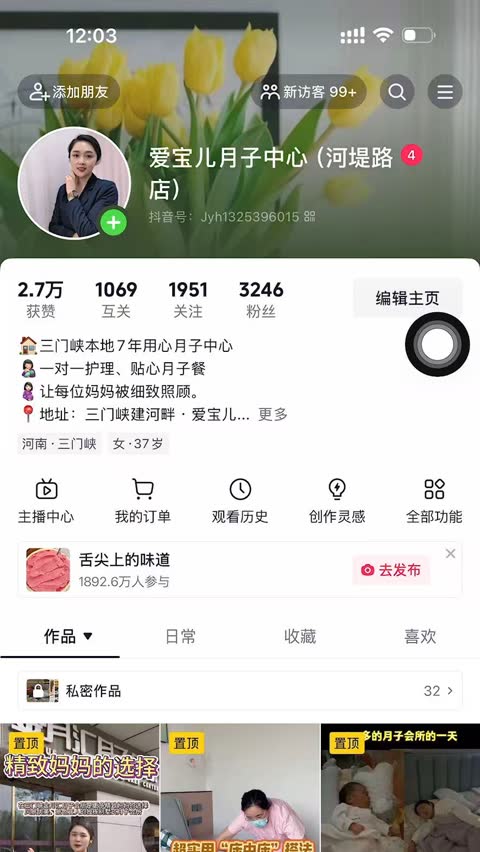 12:03
添加朋友
新访客 99+
爱宝儿月子中心（河堤路
店）
4
抖音号：Jyh1325396015
2.7万
获赞
1069
互关
1951
关注
3246
粉丝
编辑主页
三门峡本地7年用心月子中心
一对一护理、贴心月子餐
让每位妈妈被细致照顾。
地址：三门峡建河畔·爱宝儿... 更多
河南·三门峡
女·37岁
主播中心
我的订单
观看历史
创作灵感
全部功能
舌尖上的味道
1892.6万人参与
去发布
作品
日常
收藏
喜欢
私密作品
32
置顶
精致妈妈的选择
置顶
超实用“床中床”搭法
置顶
多的月子会所的一天